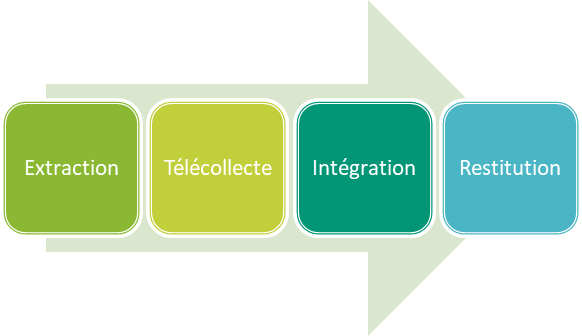 Extraction
Télécollecte
Intégration
Restitution